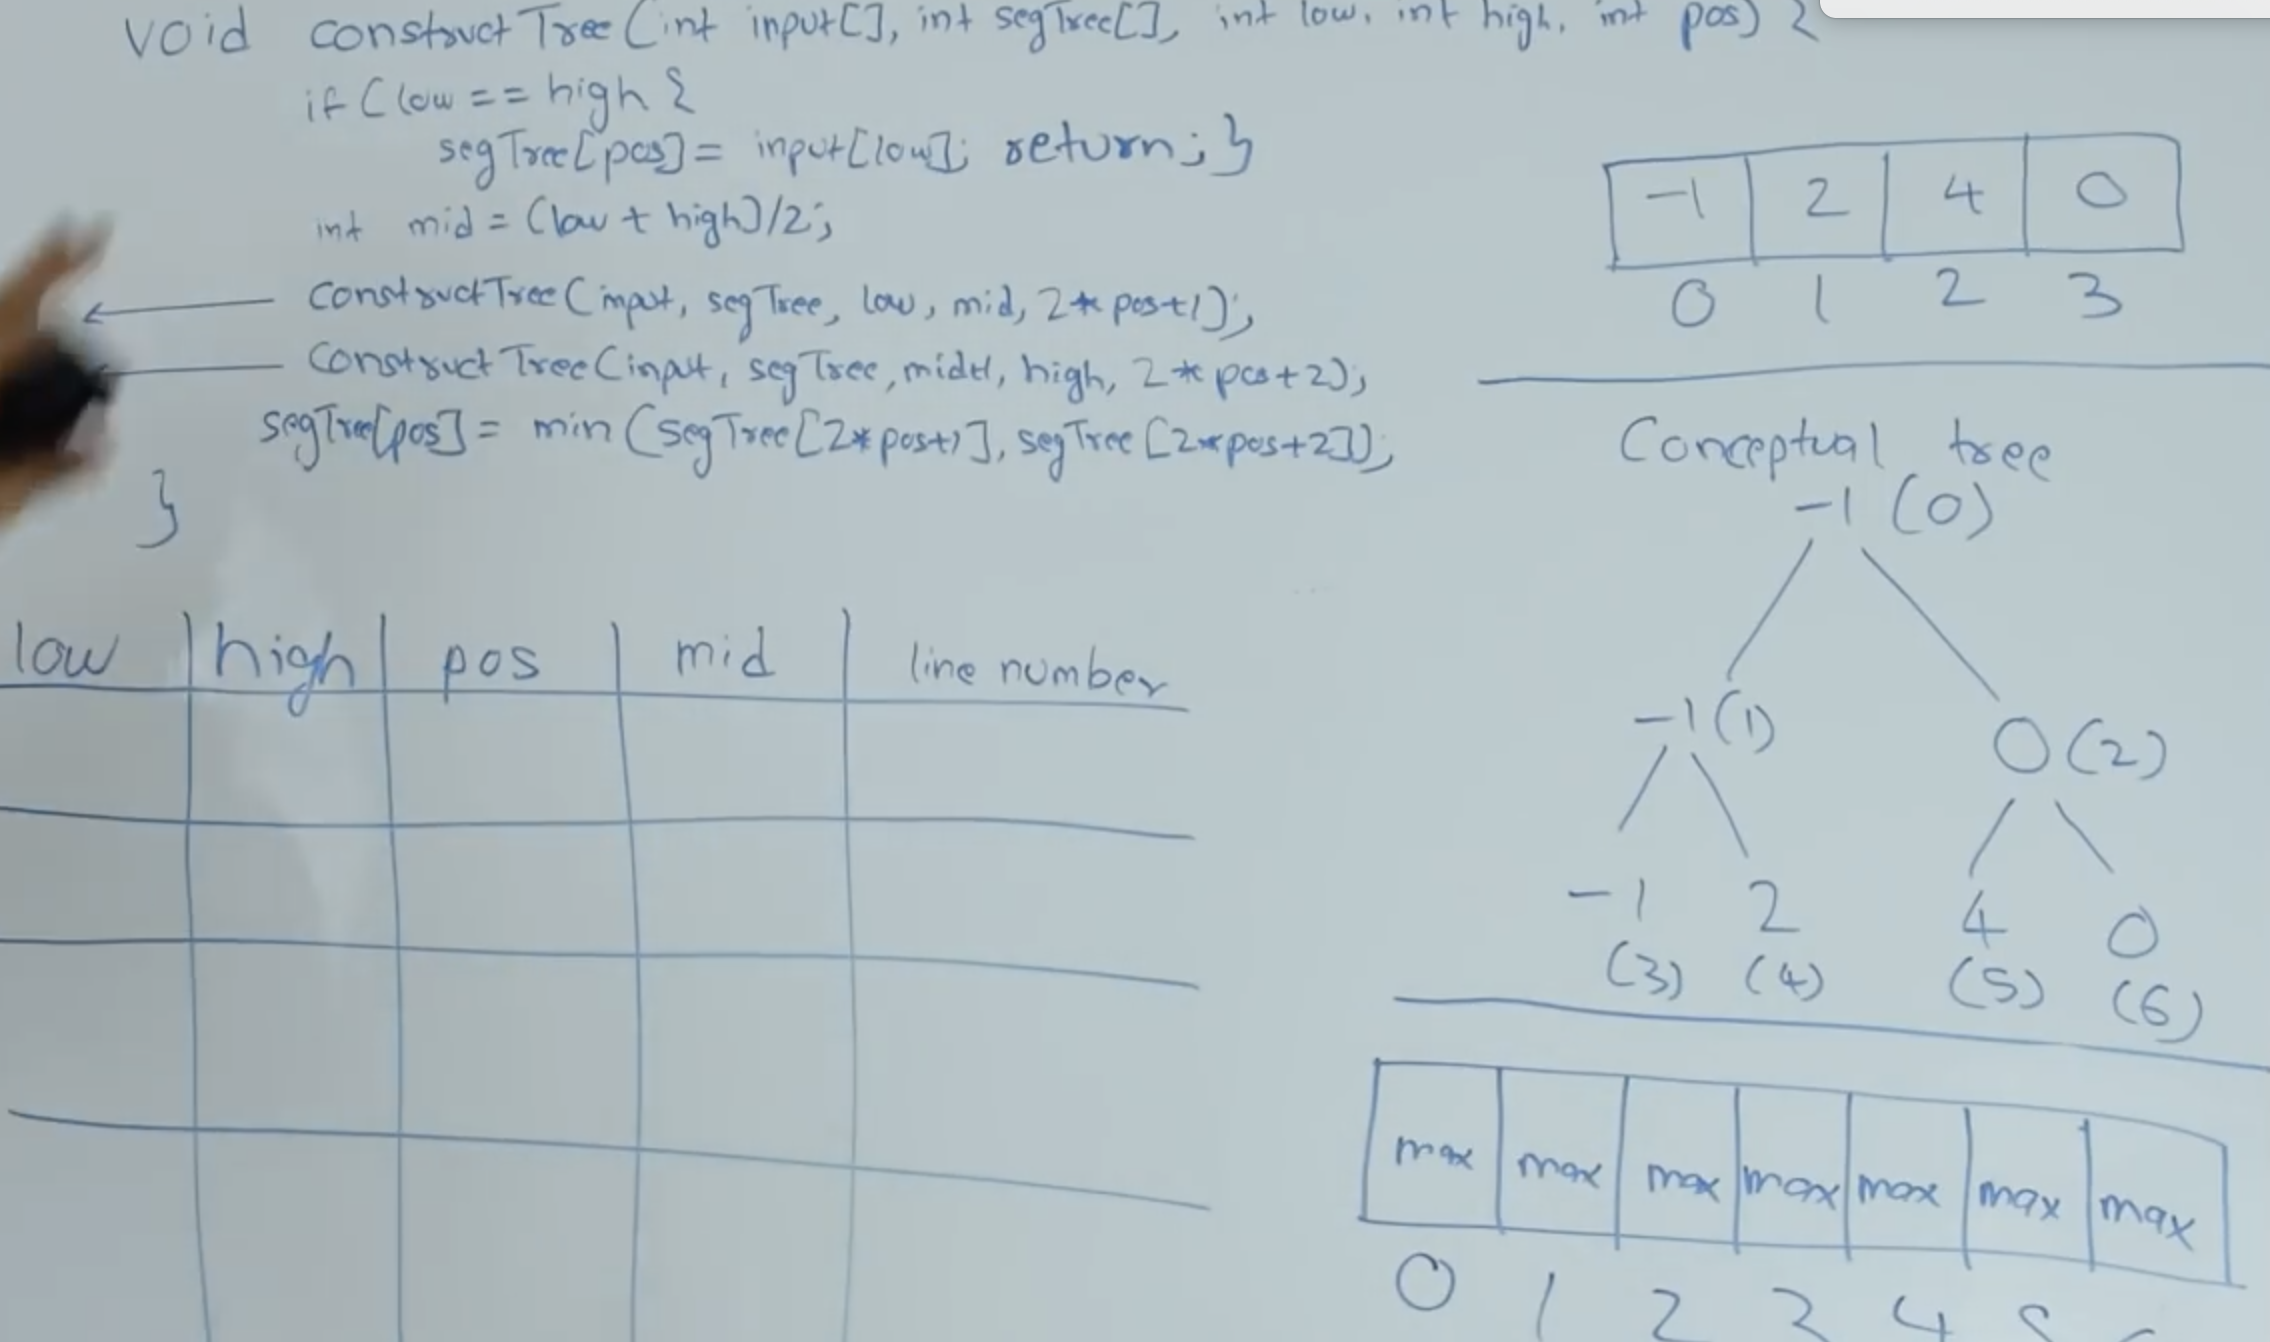 void constructTree(int input[], int segTree[], int low, int high, int pos) {
if(low == high {
segTree[pos] = input[low]; return; }
int mid = (low + high)/2;
constructTree(input, segTree, low, mid, 2*pos+1);
constructTree(input, segTree, mid+1, high, 2*pos+2);
segTree[pos] = min(segTree[2*pos+1], segTree[2*pos+2]);
}
-1 2 4 0
0 1 2 3
Conceptual tree
-1 (0)
-1 (1) 0 (2)
-1 2 4 0
(3) (4) (5) (6)
low high pos mid line number
max max max max max max max
0 1 2 3 4 5